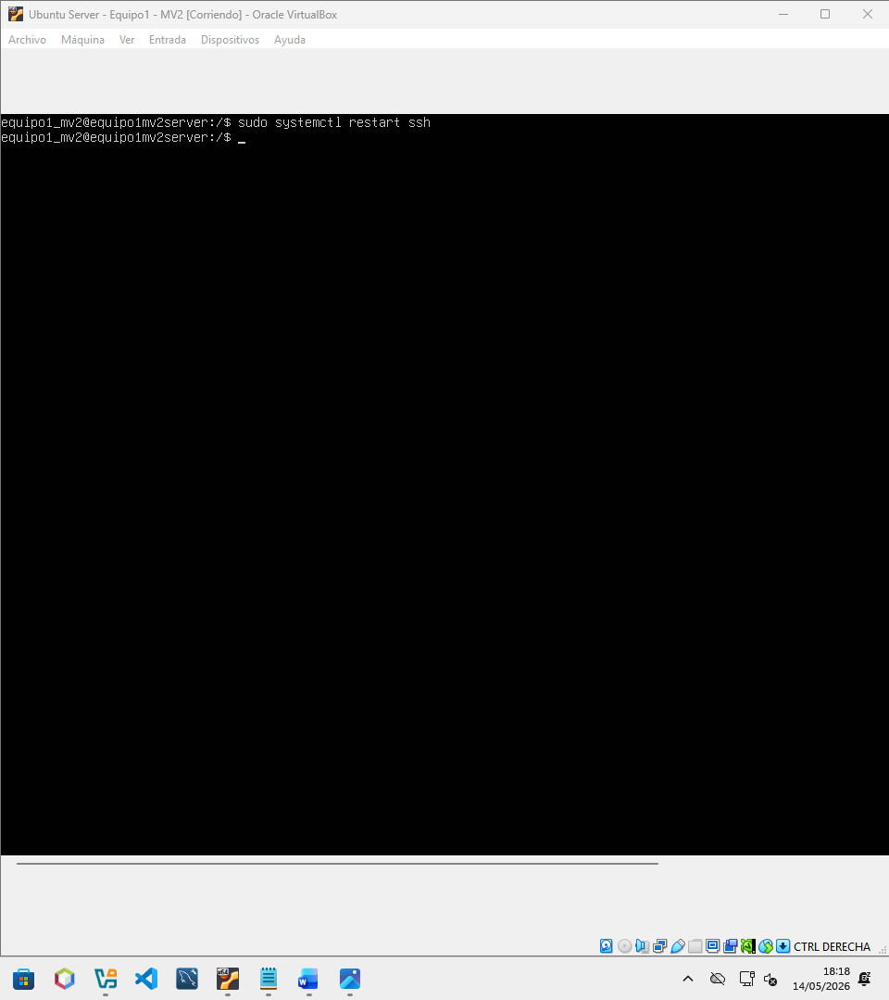 Ubuntu Server - Equipo1 - MV2 [Corriendo] - Oracle VirtualBox
Archivo Máquina Ver Entrada Dispositivos Ayuda
equipo1_mv2@equipo1mv2server:/$ sudo systemctl restart ssh
equipo1_mv2@equipo1mv2server:/$ _
CTRL DERECHA
18:18
14/05/2026